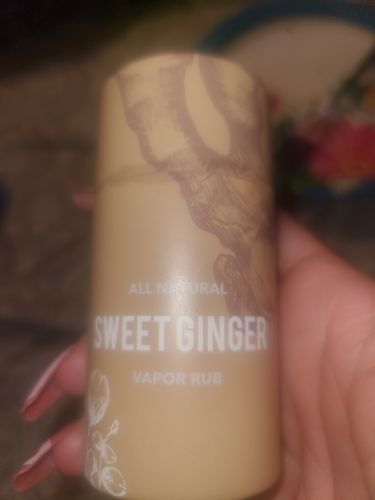 ALL NATURAL
SWEET GINGER
VAPOR RUB